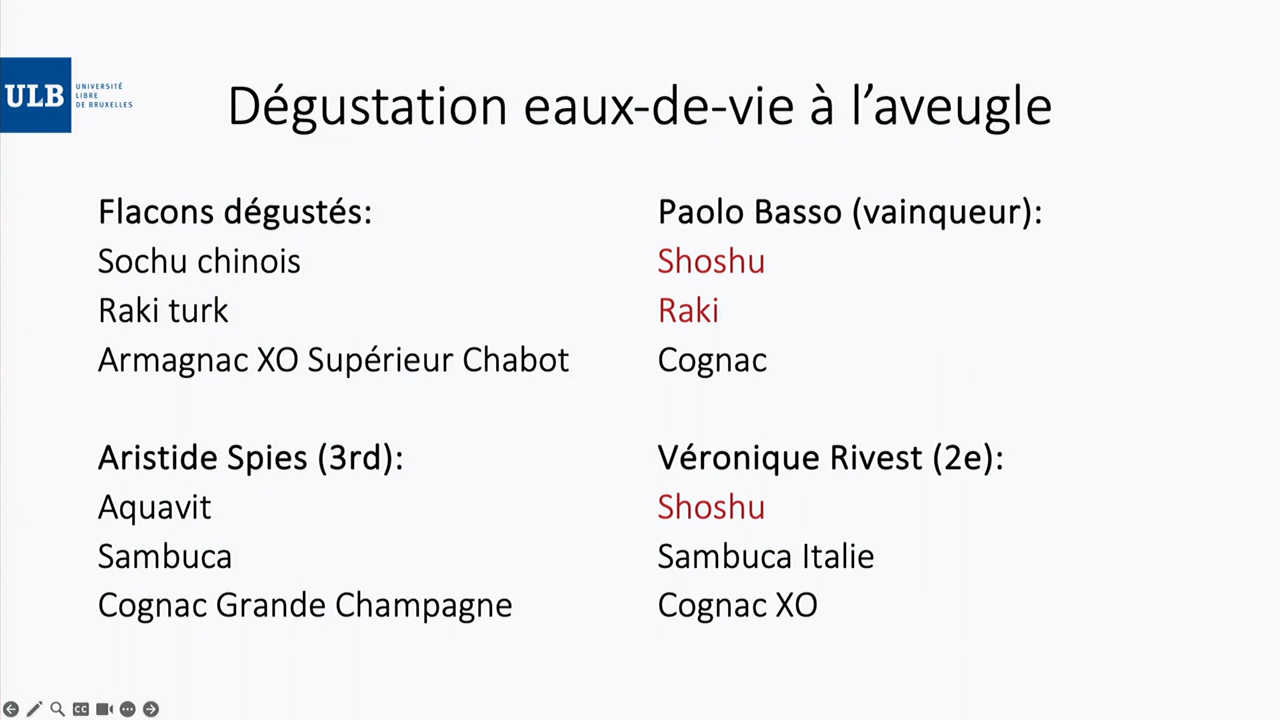 ULB
UNIVERSITÉ
LIBRE
DE BRUXELLES
Dégustation eaux-de-vie à l’aveugle
Flacons dégustés:
Sochu chinois
Raki turk
Armagnac XO Supérieur Chabot
Paolo Basso (vainqueur):
Shoshu
Raki
Cognac
Aristide Spies (3rd):
Aquavit
Sambuca
Cognac Grande Champagne
Véronique Rivest (2e):
Shoshu
Sambuca Italie
Cognac XO
CC